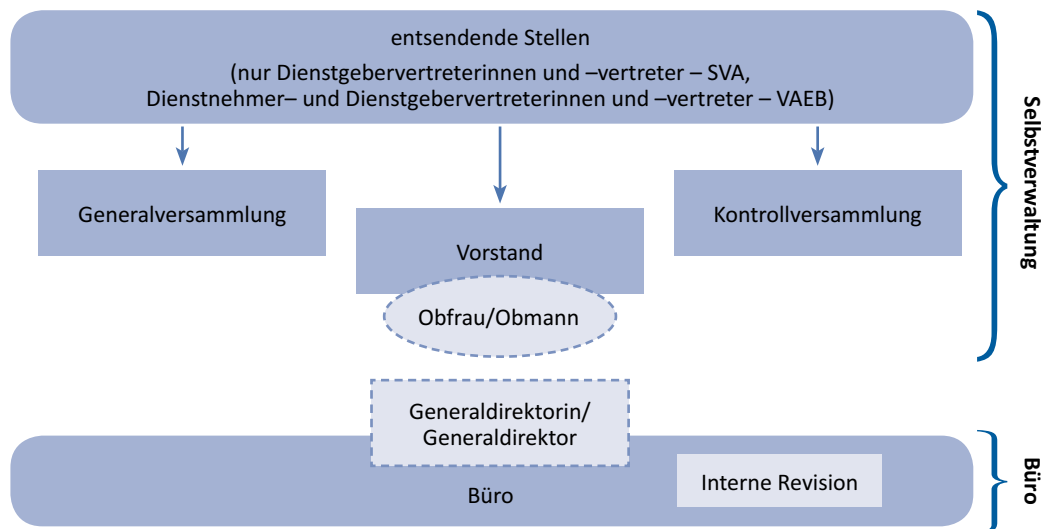 entsendende Stellen
(nur Dienstgebervertreterinnen und –vertreter – SVA,
Dienstnehmer– und Dienstgebervertreterinnen und –vertreter – VAEB)
Generalversammlung
Vorstand
Kontrollversammlung
Obfrau/Obmann
Selbstverwaltung
Generaldirektorin/
Generaldirektor
Büro
Interne Revision
Büro